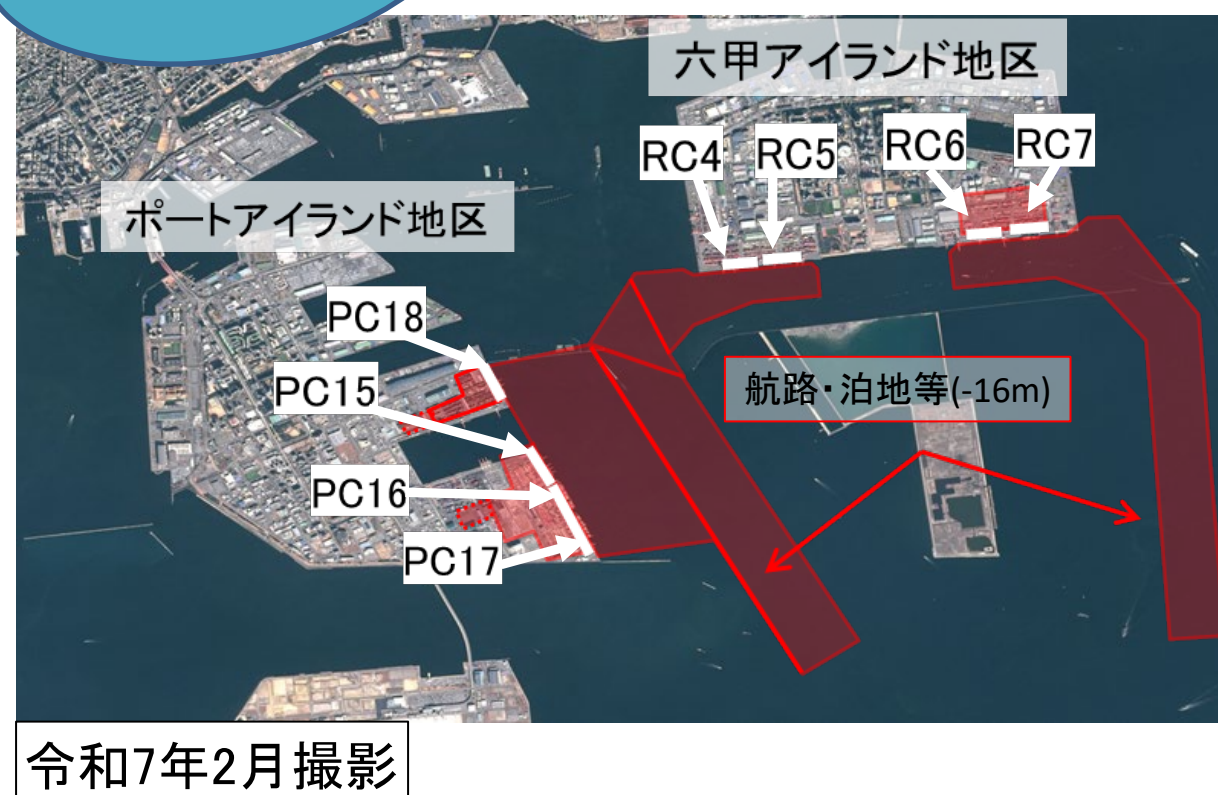 六甲アイランド地区
RC4
RC5
RC6
RC7
ポートアイランド地区
PC18
PC15
PC16
PC17
航路・泊地等(-16m)
令和7年2月撮影